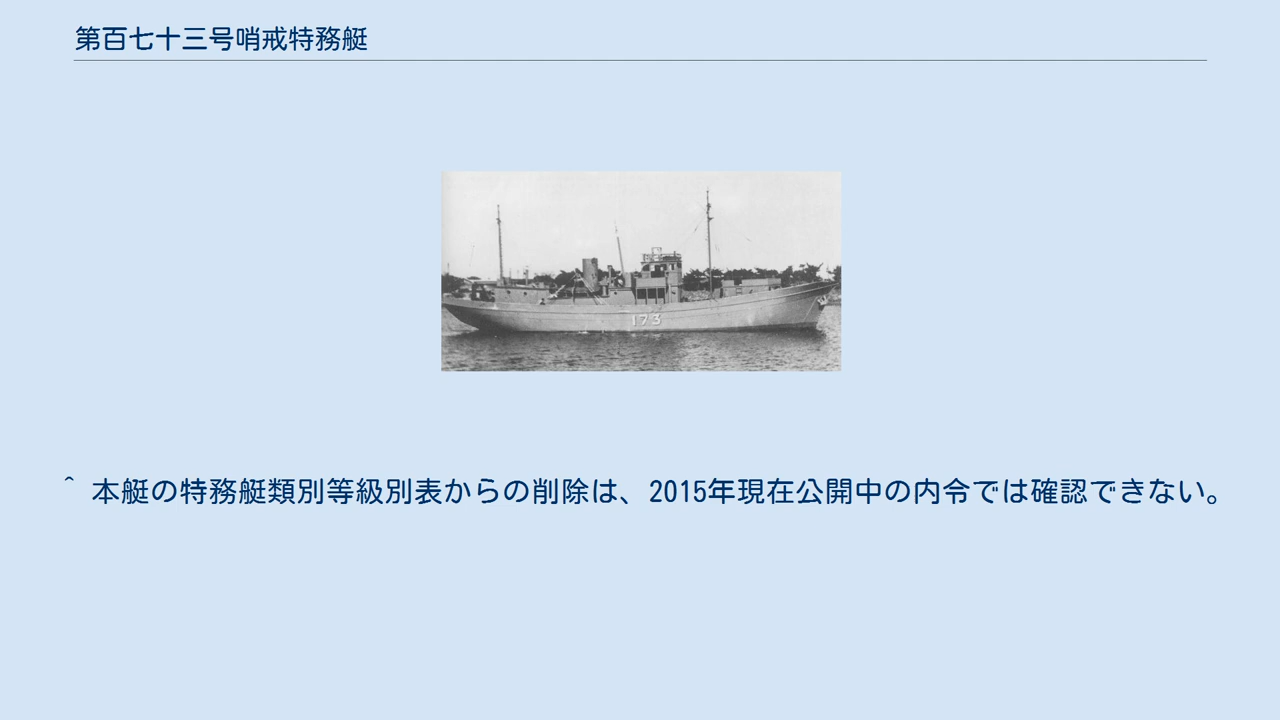 第百七十三号哨戒特務艇
173
^ 本艇の特務艇類別等級別表からの削除は、2015年現在公開中の内令では確認できない。